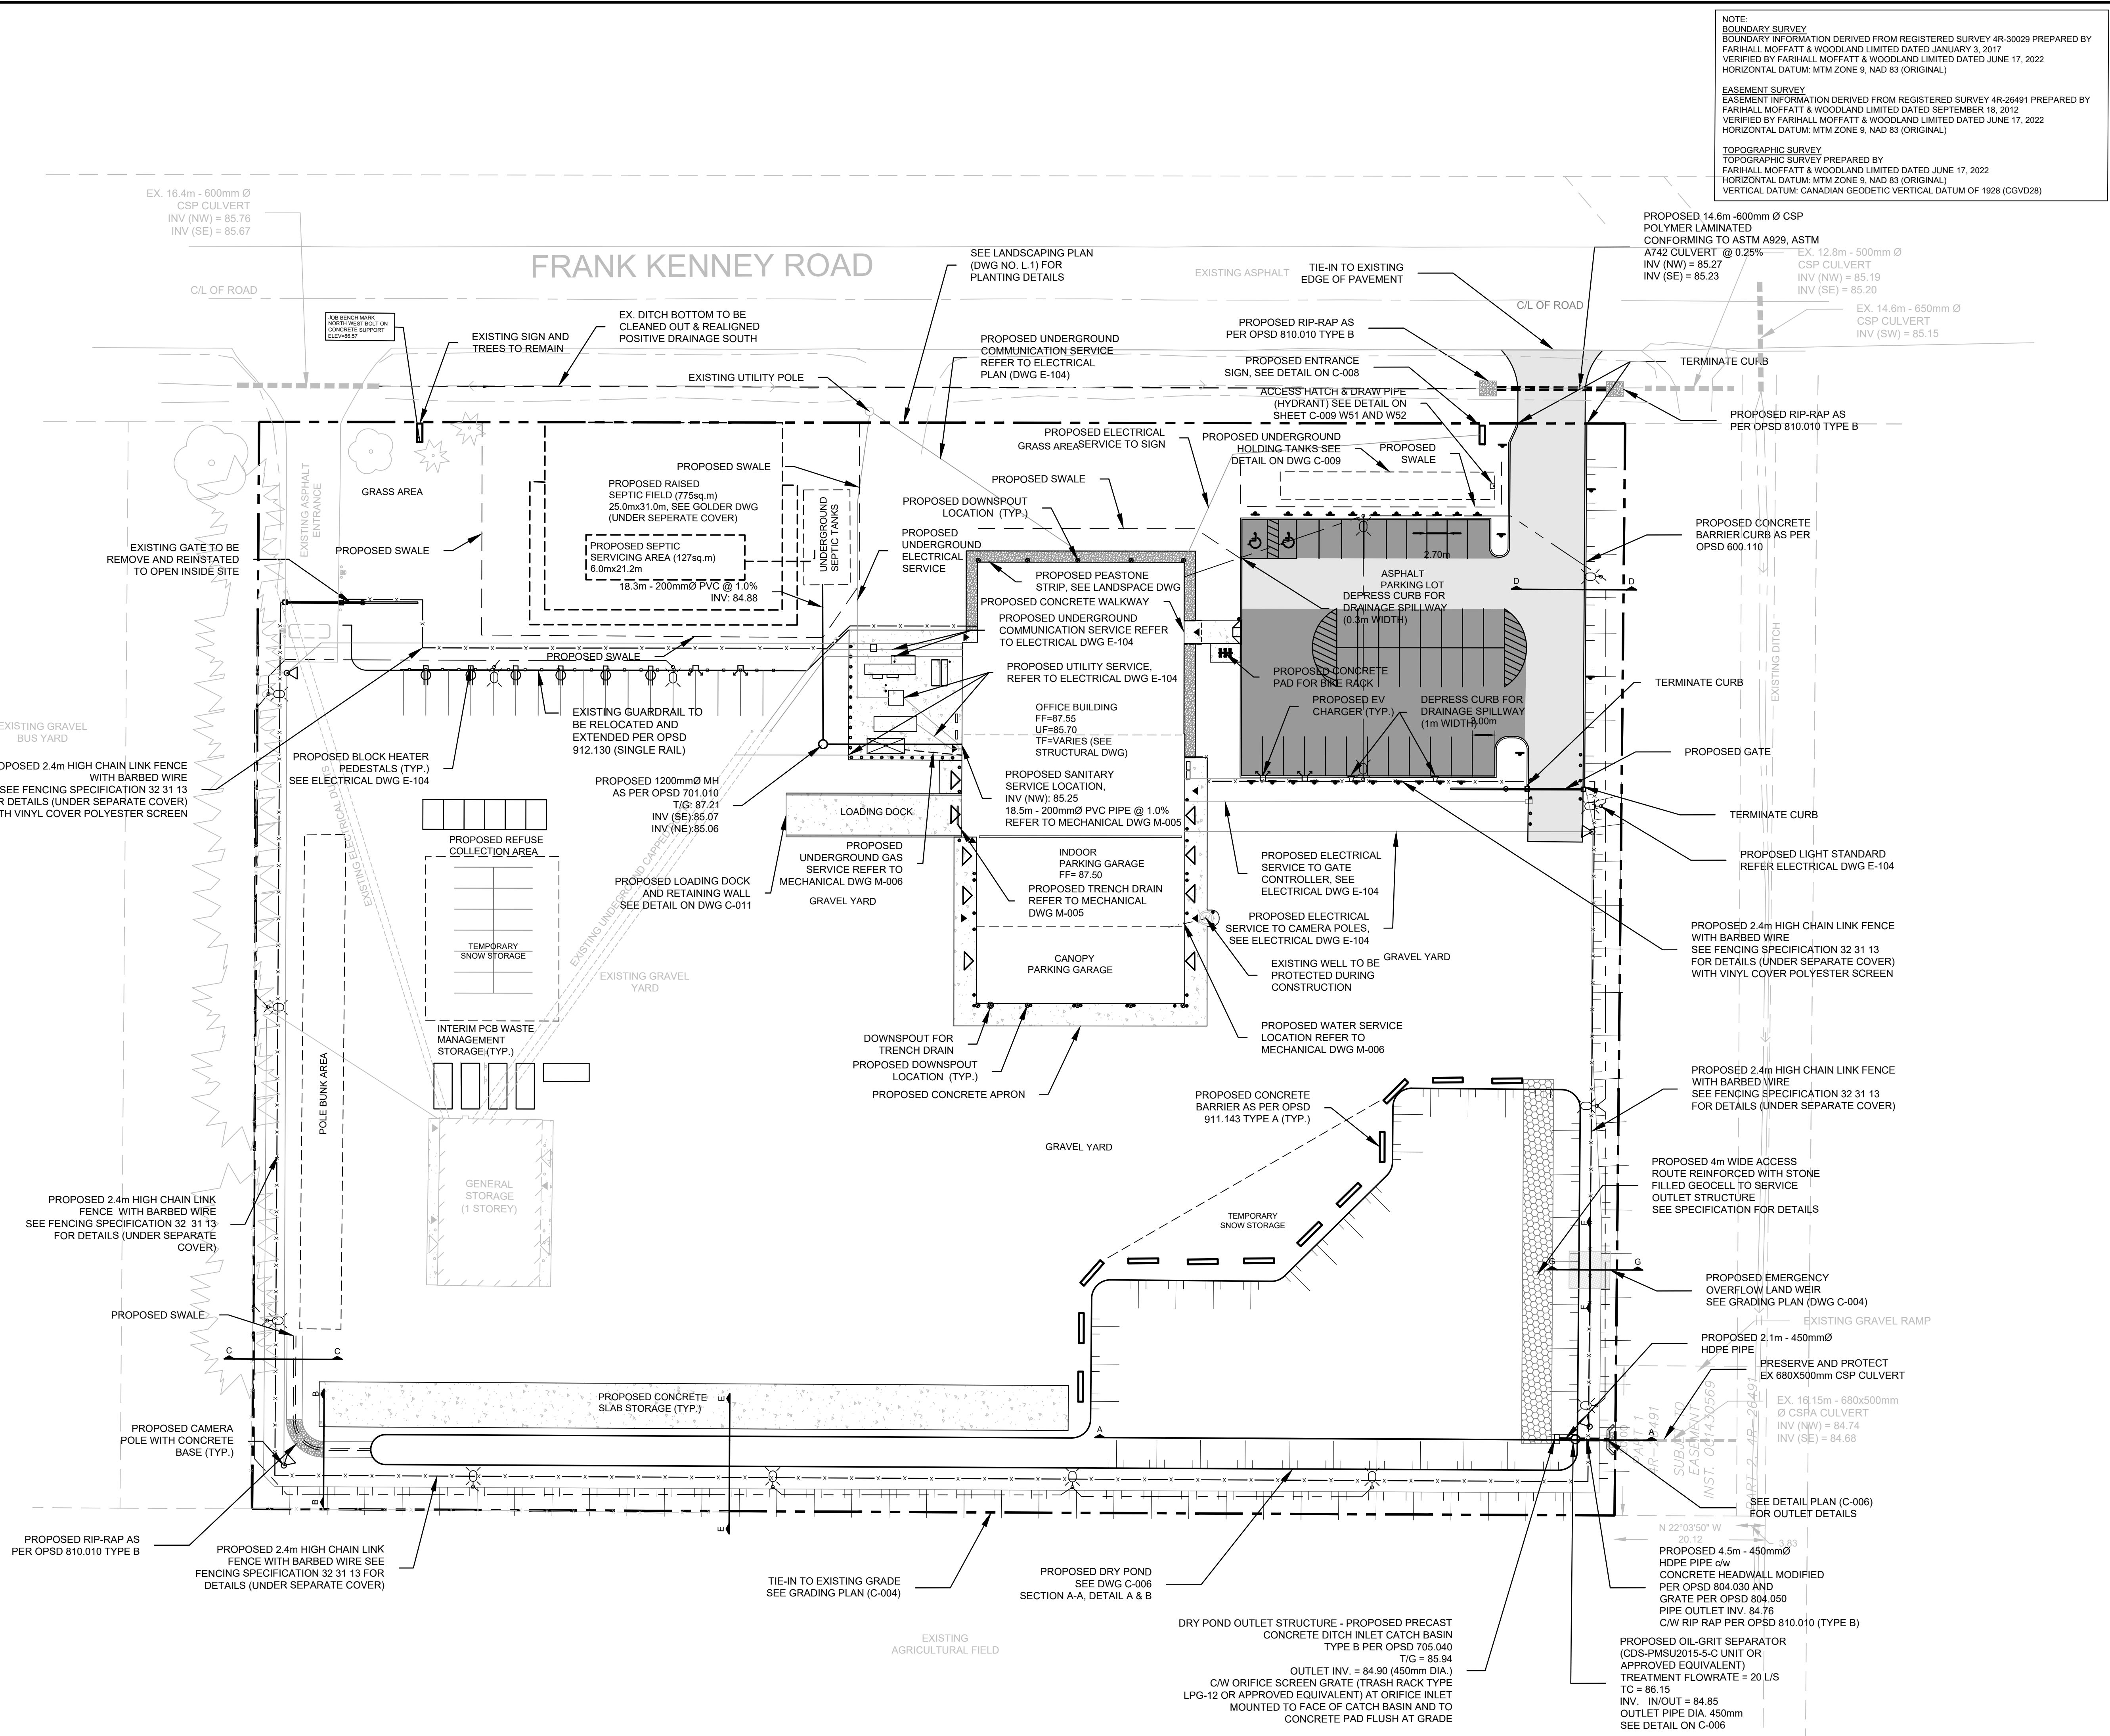 NOTE:
BOUNDARY SURVEY
BOUNDARY INFORMATION DERIVED FROM REGISTERED SURVEY 4R-30029 PREPARED BY
FARIHALL MOFFATT & WOODLAND LIMITED DATED JANUARY 3, 2017
VERIFIED BY FARIHALL MOFFATT & WOODLAND LIMITED DATED JUNE 17, 2022
HORIZONTAL DATUM: MTM ZONE 9, NAD 83 (ORIGINAL)
EASEMENT SURVEY
EASEMENT INFORMATION DERIVED FROM REGISTERED SURVEY 4R-26491 PREPARED BY
FARIHALL MOFFATT & WOODLAND LIMITED DATED SEPTEMBER 18, 2012
VERIFIED BY FARIHALL MOFFATT & WOODLAND LIMITED DATED JUNE 17, 2022
HORIZONTAL DATUM: MTM ZONE 9, NAD 83 (ORIGINAL)
TOPOGRAPHIC SURVEY
TOPOGRAPHIC SURVEY PREPARED BY
FARIHALL MOFFATT & WOODLAND LIMITED DATED JUNE 17, 2022
HORIZONTAL DATUM: MTM ZONE 9, NAD 83 (ORIGINAL)
VERTICAL DATUM: CANADIAN GEODETIC VERTICAL DATUM OF 1928 (CGVD28)
EX. 16.4m - 600mm Ø
CSP CULVERT
INV (NW) = 85.76
INV (SE) = 85.67
FRANK KENNEY ROAD
C/L OF ROAD
SEE LANDSCAPING PLAN
(DWG NO. L.1) FOR
PLANTING DETAILS
EXISTING ASPHALT
TIE-IN TO EXISTING
EDGE OF PAVEMENT
C/L OF ROAD
PROPOSED 14.6m -600mm Ø CSP
POLYMER LAMINATED
CONFORMING TO ASTM A929, ASTM
A742 CULVERT @ 0.25%
INV (NW) = 85.27
INV (SE) = 85.23
EX. 12.8m - 500mm Ø
CSP CULVERT
INV (NW) = 85.19
INV (SE) = 85.20
EX. 14.6m - 650mm Ø
CSP CULVERT
INV (SW) = 85.15
JOB BENCH MARK
NORTH WEST BOLT ON
CONCRETE SUPPORT
ELEV=86.57
EXISTING SIGN AND
TREES TO REMAIN
EX. DITCH BOTTOM TO BE
CLEANED OUT & REALIGNED
POSITIVE DRAINAGE SOUTH
EXISTING UTILITY POLE
PROPOSED UNDERGROUND
COMMUNICATION SERVICE
REFER TO ELECTRICAL
PLAN (DWG E-104)
PROPOSED RIP-RAP AS
PER OPSD 810.010 TYPE B
PROPOSED ENTRANCE
SIGN, SEE DETAIL ON C-008
ACCESS HATCH & DRAW PIPE
(HYDRANT) SEE DETAIL ON
SHEET C-009 W51 AND W52
TERMINATE CURB
PROPOSED RIP-RAP AS
PER OPSD 810.010 TYPE B
PROPOSED ELECTRICAL
SERVICE TO SIGN
GRASS AREA
PROPOSED UNDERGROUND
HOLDING TANKS SEE
DETAIL ON DWG C-009
PROPOSED
SWALE
EXISTING ASPHALT
ENTRANCE
GRASS AREA
PROPOSED SWALE
PROPOSED RAISED
SEPTIC FIELD (775sq.m)
25.0mx31.0m, SEE GOLDER DWG
(UNDER SEPERATE COVER)
PROPOSED SEPTIC
SERVICING AREA (127sq.m)
6.0mx21.2m
18.3m - 200mmØ PVC @ 1.0%
INV: 84.88
UNDERGROUND
SEPTIC TANKS
PROPOSED SWALE
PROPOSED DOWNSPOUT
LOCATION (TYP.)
PROPOSED
UNDERGROUND
ELECTRICAL
SERVICE
EXISTING GATE TO BE
REMOVE AND REINSTATED
TO OPEN INSIDE SITE
PROPOSED SWALE
PROPOSED PEASTONE
STRIP, SEE LANDSPACE DWG
PROPOSED CONCRETE WALKWAY
PROPOSED UNDERGROUND
COMMUNICATION SERVICE REFER
TO ELECTRICAL DWG E-104
PROPOSED UTILITY SERVICE,
REFER TO ELECTRICAL DWG E-104
2.70m
ASPHALT
PARKING LOT
DEPRESS CURB FOR
DRAINAGE SPILLWAY
(0.3m WIDTH)
PROPOSED CONCRETE
BARRIER CURB AS PER
OPSD 600.110
D
D
EXISTING DITCH
PROPOSED CONCRETE
PAD FOR BIKE RACK
PROPOSED EV
CHARGER (TYP.)
DEPRESS CURB FOR
DRAINAGE SPILLWAY
(1m WIDTH)
3.00m
TERMINATE CURB
PROPOSED GATE
TERMINATE CURB
PROPOSED LIGHT STANDARD
REFER ELECTRICAL DWG E-104
PROPOSED SWALE
EXISTING GUARDRAIL TO
BE RELOCATED AND
EXTENDED PER OPSD
912.130 (SINGLE RAIL)
EXISTING GRAVEL
BUS YARD
PROPOSED BLOCK HEATER
PEDESTALS (TYP.)
SEE ELECTRICAL DWG E-104
OPOSED 2.4m HIGH CHAIN LINK FENCE
WITH BARBED WIRE
SEE FENCING SPECIFICATION 32 31 13
R DETAILS (UNDER SEPARATE COVER)
TH VINYL COVER POLYESTER SCREEN
EXISTING ELECTRICAL DUCTS
EXISTING UNDEGROUND CAPPED
OFFICE BUILDING
FF=87.55
UF=85.70
TF=VARIES (SEE
STRUCTURAL DWG)
PROPOSED SANITARY
SERVICE LOCATION,
INV (NW): 85.25
18.5m - 200mmØ PVC PIPE @ 1.0%
REFER TO MECHANICAL DWG M-005
PROPOSED 1200mmØ MH
AS PER OPSD 701.010
T/G: 87.21
INV (SE):85.07
INV (NE):85.06
LOADING DOCK
PROPOSED REFUSE
COLLECTION AREA
PROPOSED
UNDERGROUND GAS
SERVICE REFER TO
MECHANICAL DWG M-006
PROPOSED LOADING DOCK
AND RETAINING WALL
SEE DETAIL ON DWG C-011
GRAVEL YARD
INDOOR
PARKING GARAGE
FF= 87.50
PROPOSED TRENCH DRAIN
REFER TO MECHANICAL
DWG M-005
PROPOSED ELECTRICAL
SERVICE TO GATE
CONTROLLER, SEE
ELECTRICAL DWG E-104
PROPOSED ELECTRICAL
SERVICE TO CAMERA POLES,
SEE ELECTRICAL DWG E-104
GRAVEL YARD
EXISTING WELL TO BE
PROTECTED DURING
CONSTRUCTION
PROPOSED 2.4m HIGH CHAIN LINK FENCE
WITH BARBED WIRE
SEE FENCING SPECIFICATION 32 31 13
FOR DETAILS (UNDER SEPARATE COVER)
WITH VINYL COVER POLYESTER SCREEN
TEMPORARY
SNOW STORAGE
EXISTING GRAVEL
YARD
CANOPY
PARKING GARAGE
INTERIM PCB WASTE
MANAGEMENT
STORAGE (TYP.)
POLE BUNK AREA
DOWNSPOUT FOR
TRENCH DRAIN
PROPOSED DOWNSPOUT
LOCATION (TYP.)
PROPOSED CONCRETE APRON
PROPOSED WATER SERVICE
LOCATION REFER TO
MECHANICAL DWG M-006
PROPOSED CONCRETE
BARRIER AS PER OPSD
911.143 TYPE A (TYP.)
PROPOSED 2.4m HIGH CHAIN LINK FENCE
WITH BARBED WIRE
SEE FENCING SPECIFICATION 32 31 13
FOR DETAILS (UNDER SEPARATE COVER)
GRAVEL YARD
GENERAL
STORAGE
(1 STOREY)
TEMPORARY
SNOW STORAGE
PROPOSED 4m WIDE ACCESS
ROUTE REINFORCED WITH STONE
FILLED GEOCELL TO SERVICE
OUTLET STRUCTURE
SEE SPECIFICATION FOR DETAILS
PROPOSED 2.4m HIGH CHAIN LINK
FENCE WITH BARBED WIRE
SEE FENCING SPECIFICATION 32 31 13
FOR DETAILS (UNDER SEPARATE
COVER)
F
G
G
F
PROPOSED EMERGENCY
OVERFLOW LAND WEIR
SEE GRADING PLAN (DWG C-004)
PROPOSED SWALE
EXISTING GRAVEL RAMP
PROPOSED 2.1m - 450mmØ
HDPE PIPE
PRESERVE AND PROTECT
EX 680X500mm CSP CULVERT
C
C
B
E
PROPOSED CONCRETE
SLAB STORAGE (TYP.)
PROPOSED CAMERA
POLE WITH CONCRETE
BASE (TYP.)
A
A
PART 1
4R-26491
SUBJECT TO
EASEMENT
INST. OC1439569
PART 2, 4R-26491
EX. 16.15m - 680x500mm
Ø CSPA CULVERT
INV (NW) = 84.74
INV (SE) = 84.68
B
E
SEE DETAIL PLAN (C-006)
FOR OUTLET DETAILS
N 22°03'50" W
20.12
3.83
PROPOSED RIP-RAP AS
PER OPSD 810.010 TYPE B
PROPOSED 2.4m HIGH CHAIN LINK
FENCE WITH BARBED WIRE SEE
FENCING SPECIFICATION 32 31 13 FOR
DETAILS (UNDER SEPARATE COVER)
TIE-IN TO EXISTING GRADE
SEE GRADING PLAN (C-004)
PROPOSED DRY POND
SEE DWG C-006
SECTION A-A, DETAIL A & B
PROPOSED 4.5m - 450mmØ
HDPE PIPE c/w
CONCRETE HEADWALL MODIFIED
PER OPSD 804.030 AND
GRATE PER OPSD 804.050
PIPE OUTLET INV. 84.76
C/W RIP RAP PER OPSD 810.010 (TYPE B)
EXISTING
AGRICULTURAL FIELD
DRY POND OUTLET STRUCTURE - PROPOSED PRECAST
CONCRETE DITCH INLET CATCH BASIN
TYPE B PER OPSD 705.040
T/G = 85.94
OUTLET INV. = 84.90 (450mm DIA.)
C/W ORIFICE SCREEN GRATE (TRASH RACK TYPE
LPG-12 OR APPROVED EQUIVALENT) AT ORIFICE INLET
MOUNTED TO FACE OF CATCH BASIN AND TO
CONCRETE PAD FLUSH AT GRADE
PROPOSED OIL-GRIT SEPARATOR
(CDS-PMSU2015-5-C UNIT OR
APPROVED EQUIVALENT)
TREATMENT FLOWRATE = 20 L/S
TC = 86.15
INV. IN/OUT = 84.85
OUTLET PIPE DIA. 450mm
SEE DETAIL ON C-006